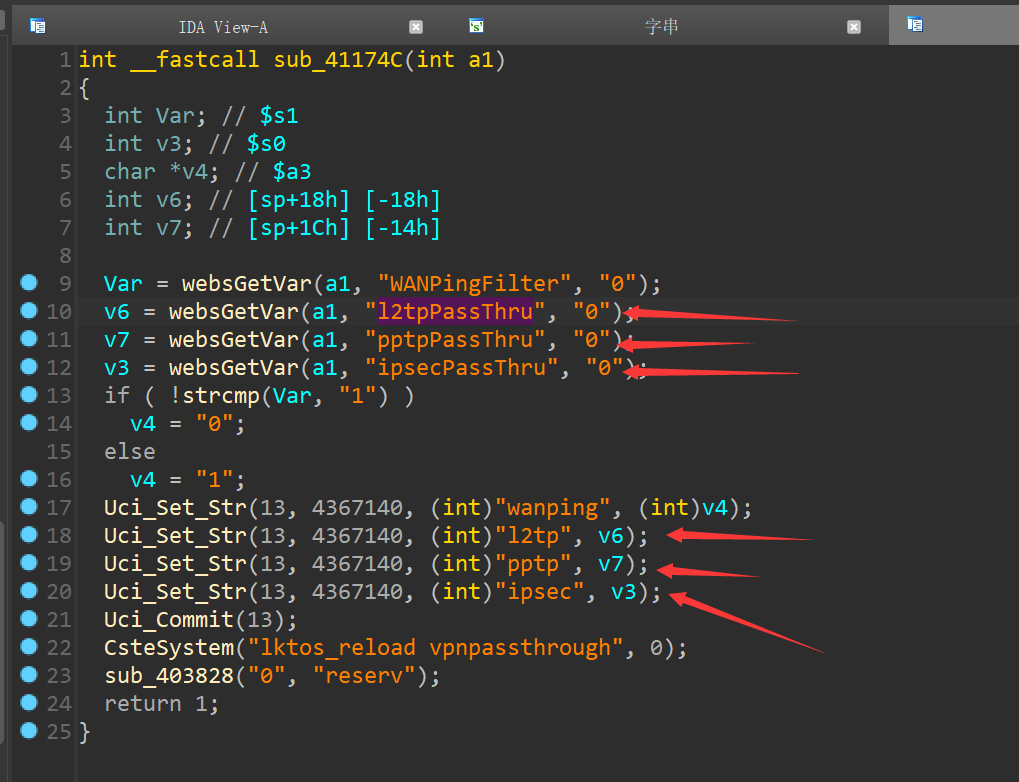 IDA View-A 字串
1 int __fastcall sub_41174C(int a1)
2 {
3 int Var; // $s1
4 int v3; // $s0
5 char *v4; // $a3
6 int v6; // [sp+18h] [-18h]
7 int v7; // [sp+1Ch] [-14h]
8
9 Var = websGetVar(a1, "WANPingFilter", "0");
10 v6 = websGetVar(a1, "l2tpPassThru", "0");
11 v7 = websGetVar(a1, "pptpPassThru", "0");
12 v3 = websGetVar(a1, "ipsecPassThru", "0");
13 if ( !strcmp(Var, "1") )
14 v4 = "0";
15 else
16 v4 = "1";
17 Uci_Set_Str(13, 4367140, (int)"wanping", (int)v4);
18 Uci_Set_Str(13, 4367140, (int)"l2tp", v6);
19 Uci_Set_Str(13, 4367140, (int)"pptp", v7);
20 Uci_Set_Str(13, 4367140, (int)"ipsec", v3);
21 Uci_Commit(13);
22 CsteSystem("lktos_reload vpnpassthrough", 0);
23 sub_403828("0", "reserv");
24 return 1;
25 }